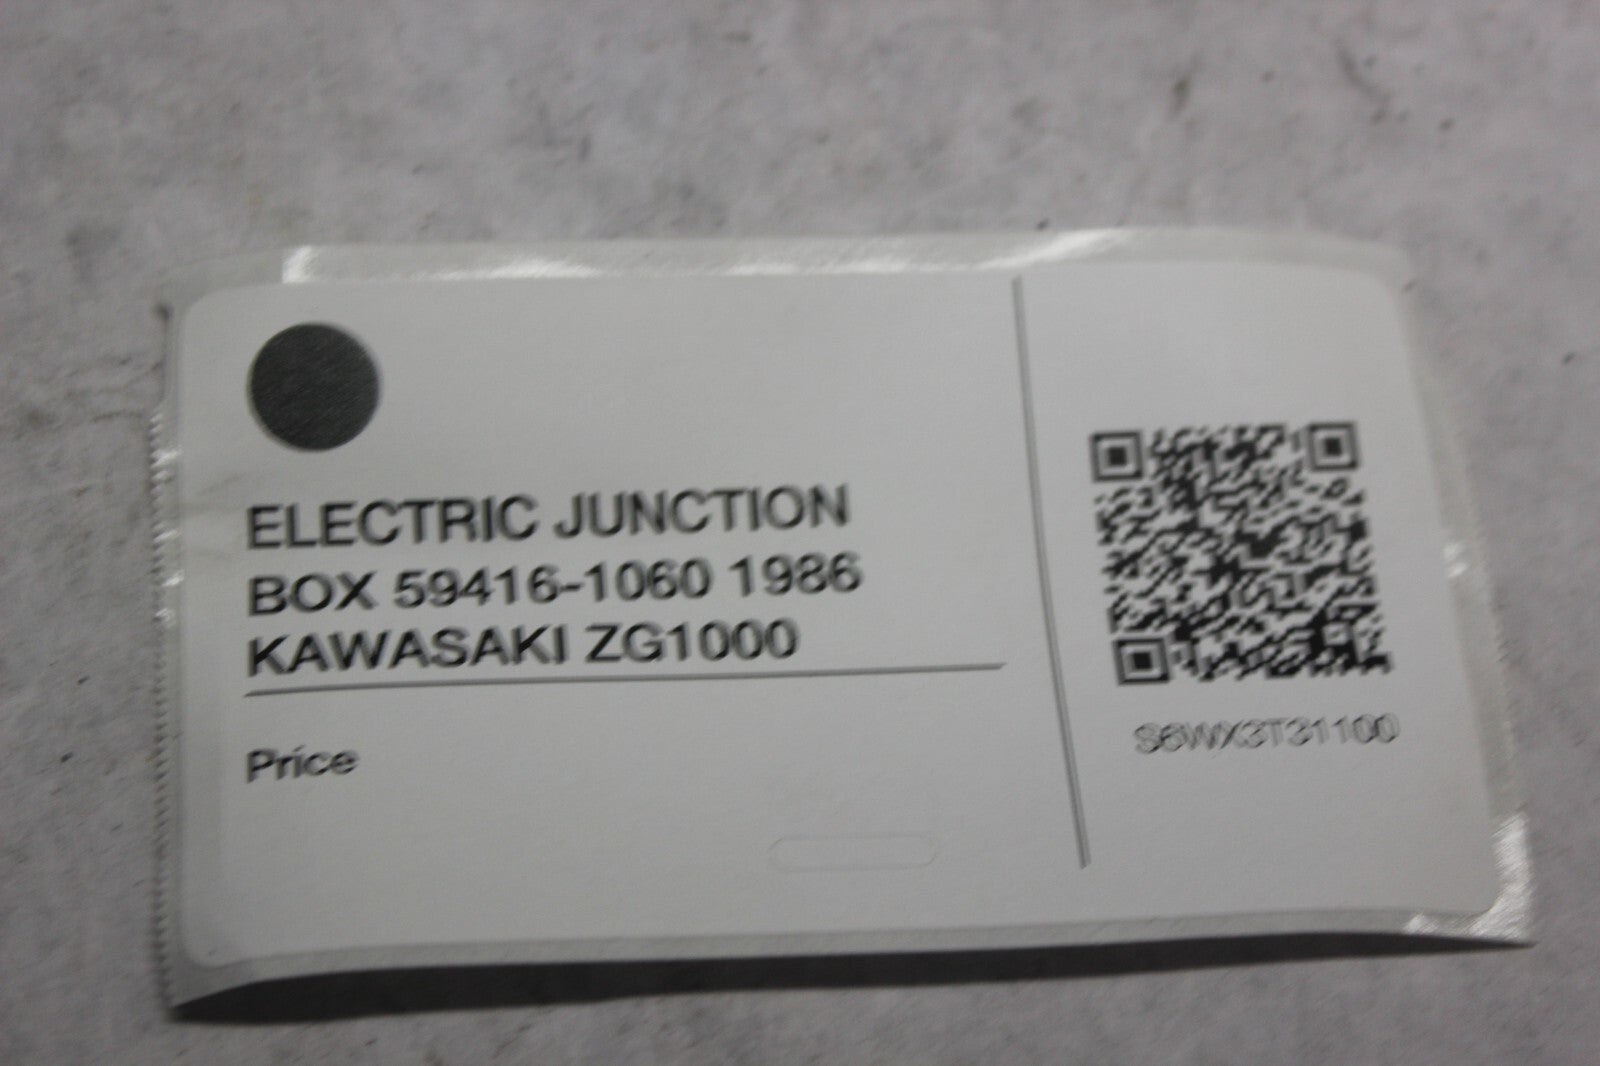 ELECTRIC JUNCTION
BOX 59416-1060 1986
KAWASAKI ZG1000
Price
S6WX3T31100